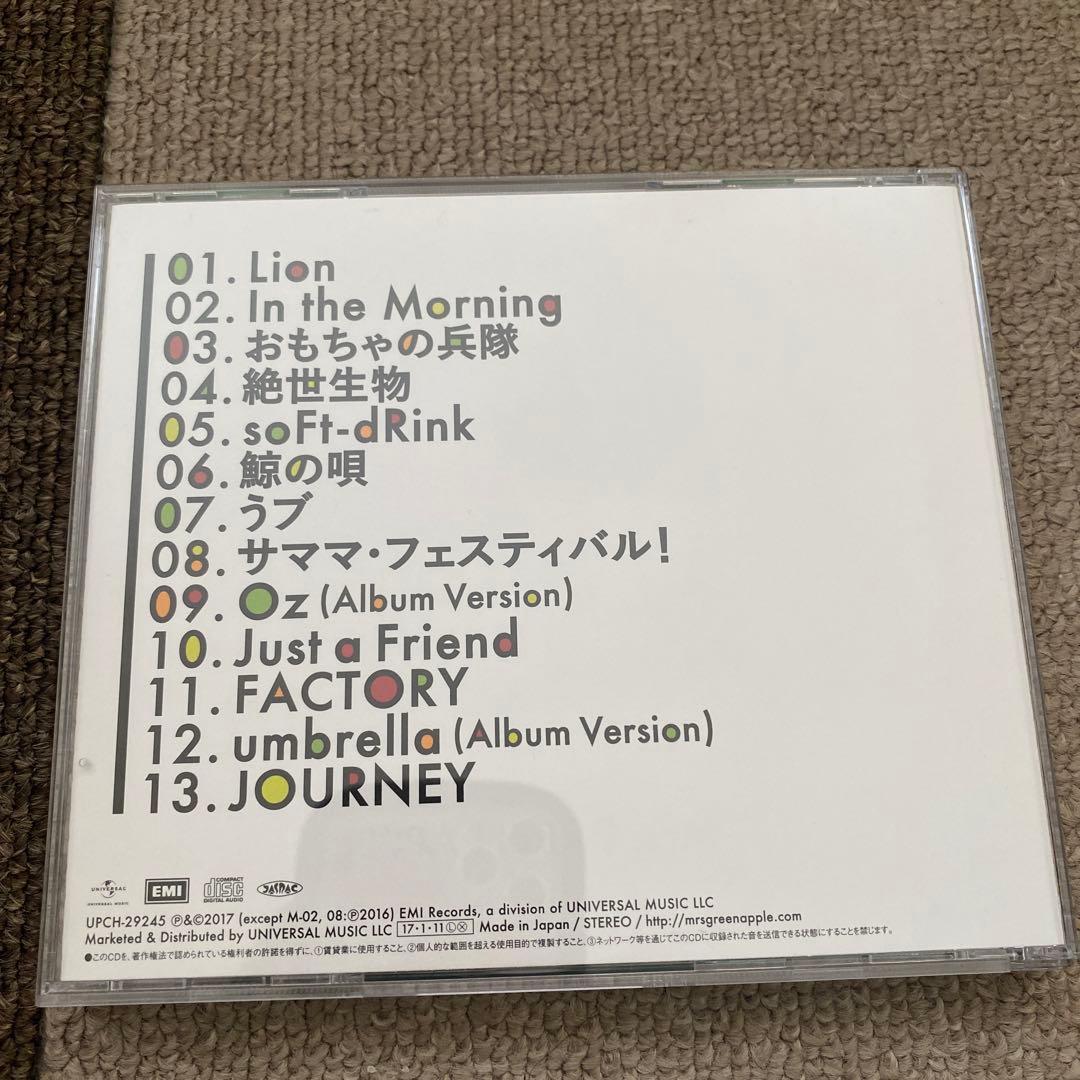 01. Lion
02. In the Morning
03. おもちゃの兵隊
04. 絶世生物
05. soFt-dRink
06. 鯨の唄
07. うブ
08. サママ・フェスティバル!
09. Oz (Album Version)
10. Just a Friend
11. FACTORY
12. umbrella (Album Version)
13. JOURNEY
UNIVERSAL
UNIVERSAL MUSIC
EMI
COMPACT
disc
DIGITAL AUDIO
JASRAC
UPCH-29245 ℗&©2017 (except M-02, 08:℗2016) EMI Records, a division of UNIVERSAL MUSIC LLC
Marketed & Distributed by UNIVERSAL MUSIC LLC 17・1・11ⓁⓍ Made in Japan / STEREO / http://mrsgreenapple.com
●このCDを、著作権法で認められている権利者の許諾を得ずに、①賃貸業に使用すること、②個人的な範囲を超える使用目的で複製すること、③ネットワーク等を通じてこのCDに収録された音を送信できる状態にすることを禁じます。